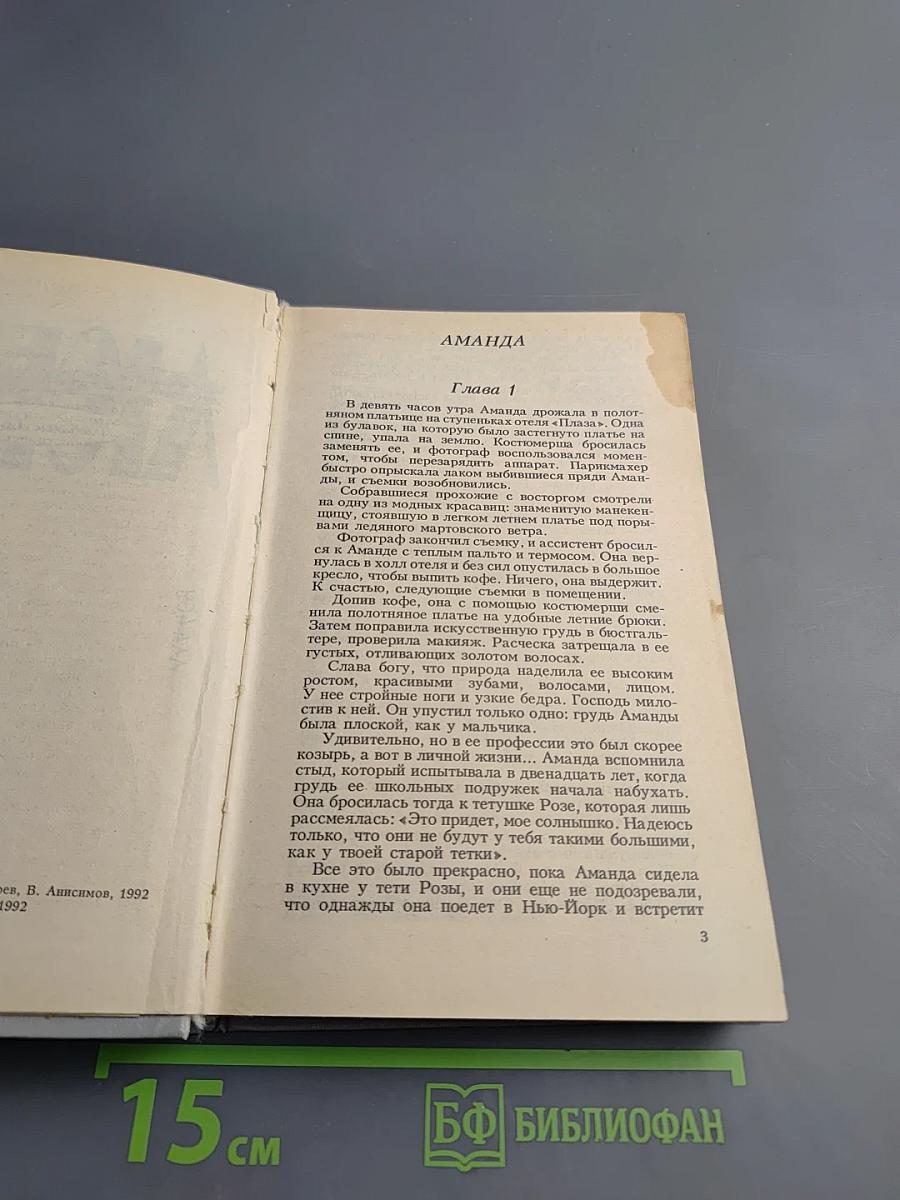 АМАНДА
Глава 1
В девять часов утра Аманда дрожала в полот-
няном платьице на ступеньках отеля «Плаза». Одна
из булавок, на которую было застегнуто платье на
спине, упала на землю. Костюмерша бросилась
заменять ее, и фотограф воспользовался момен-
том, чтобы перезарядить аппарат. Парикмахер
быстро опрыскала лаком выбившиеся пряди Аман-
ды, и съемки возобновились.
Собравшиеся прохожие с восторгом смотрели
на одну из модных красавиц: знаменитую манекен-
щицу, стоявшую в легком летнем платье под поры-
вами ледяного мартовского ветра.
Фотограф закончил съемку, и ассистент бросил-
ся к Аманде с теплым пальто и термосом. Она вер-
нулась в холл отеля и без сил опустилась в большое
кресло, чтобы выпить кофе. Ничего, она выдержит.
К счастью, следующие съемки в помещении.
Допив кофе, она с помощью костюмерши сме-
нила полотняное платье на удобные летние брюки.
Затем поправила искусственную грудь в бюстгаль-
тере, проверила макияж. Расческа затрещала в ее
густых, отливающих золотом волосах.
Слава богу, что природа наделила ее высоким
ростом, красивыми зубами, волосами, лицом.
У нее стройные ноги и узкие бедра. Господь мило-
стив к ней. Он упустил только одно: грудь Аманды
была плоской, как у мальчика.
Удивительно, но в ее профессии это был скорее
козырь, а вот в личной жизни... Аманда вспомнила
стыд, который испытывала в двенадцать лет, когда
грудь ее школьных подружек начала набухать.
Она бросилась тогда к тетушке Розе, которая лишь
рассмеялась: «Это придет, мое солнышко. Надеюсь
только, что они не будут у тебя такими большими,
как у твоей старой тетки».
Все это было прекрасно, пока Аманда сидела
в кухне у тети Розы, и они еще не подозревали,
что однажды она поедет в Нью-Йорк и встретит
3
В. Анисимов, 1992
1992
15 см
БФ БИБЛИОФАН